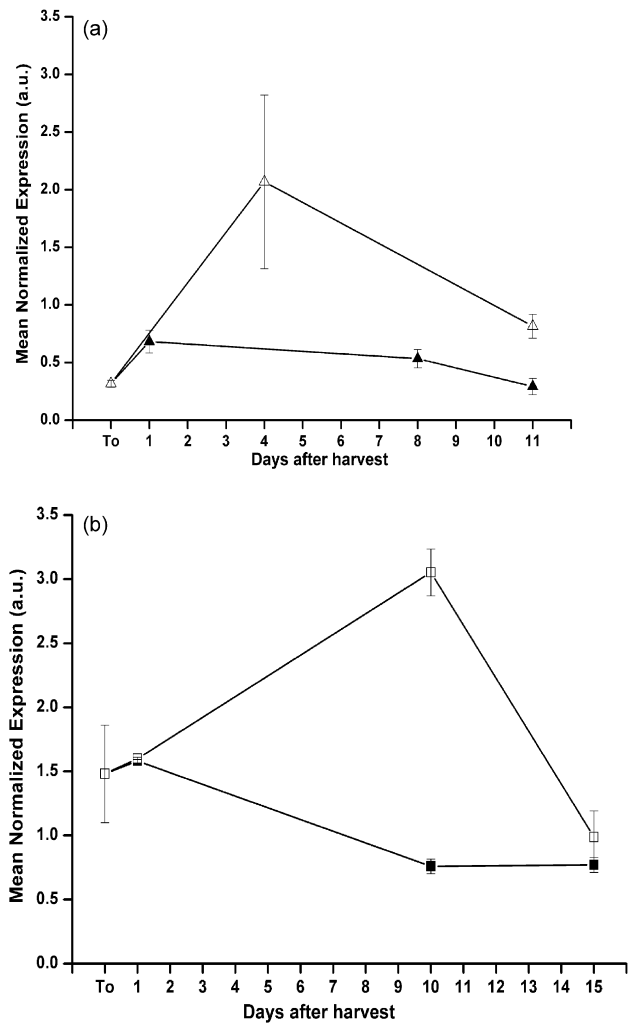 (a)
3.5
3.0
2.5
2.0
1.5
1.0
0.5
0.0
Mean Normalized Expression (a.u.)
To 1 2 3 4 5 6 7 8 9 10 11
Days after harvest
(b)
3.5
3.0
2.5
2.0
1.5
1.0
0.5
0.0
Mean Normalized Expression (a.u.)
To 1 2 3 4 5 6 7 8 9 10 11 12 13 14 15
Days after harvest